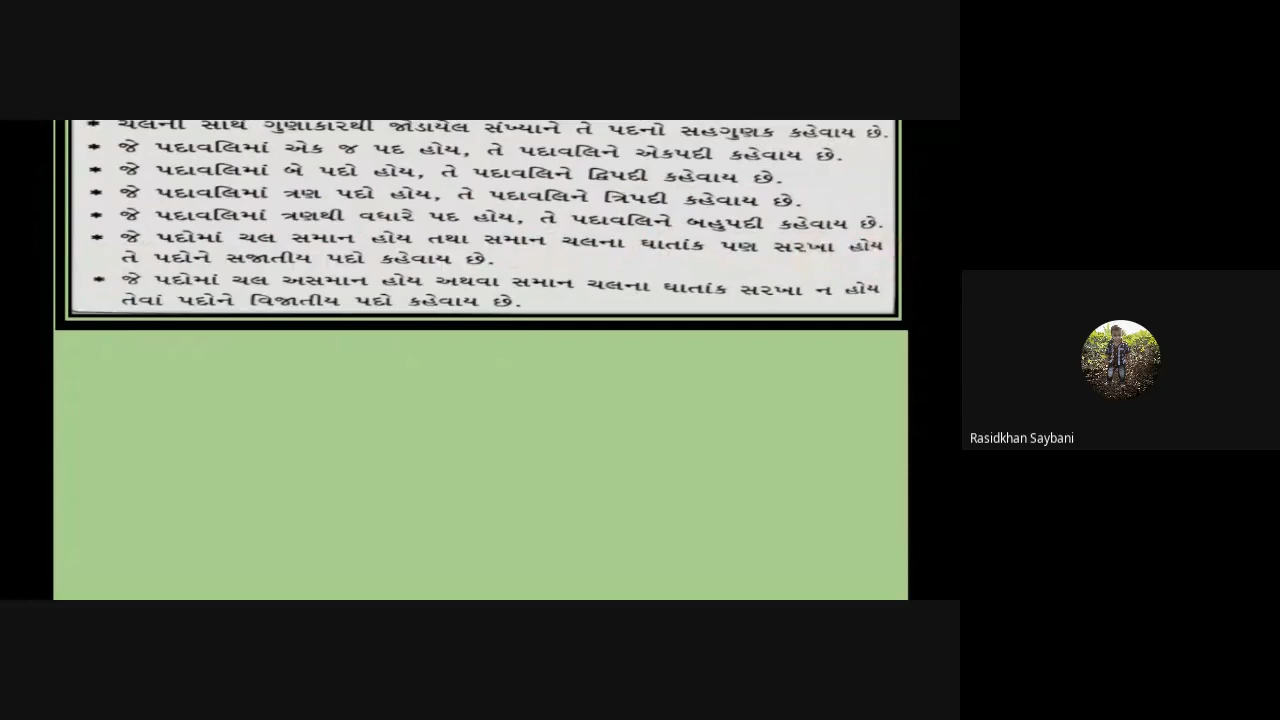 * ચલની સાથે ગુણાકારથી જોડાયેલ સંખ્યાને તે પદનો સહગુણક કહેવાય છે.
* જે પદાવલિમાં એક જ પદ હોય, તે પદાવલિને એકપદી કહેવાય છે.
* જે પદાવલિમાં બે પદો હોય, તે પદાવલિને દ્વિપદી કહેવાય છે.
* જે પદાવલિમાં ત્રણ પદો હોય, તે પદાવલિને ત્રિપદી કહેવાય છે.
* જે પદાવલિમાં ત્રણથી વધારે પદ હોય, તે પદાવલિને બહુપદી કહેવાય છે.
* જે પદોમાં ચલ સમાન હોય તથા સમાન ચલના ઘાતાંક પણ સરખા હોય
તે પદોને સજાતીય પદો કહેવાય છે.
* જે પદોમાં ચલ અસમાન હોય અથવા સમાન ચલના ઘાતાંક સરખા ન હોય
તેવાં પદોને વિજાતીય પદો કહેવાય છે.
Rasidkhan Saybani